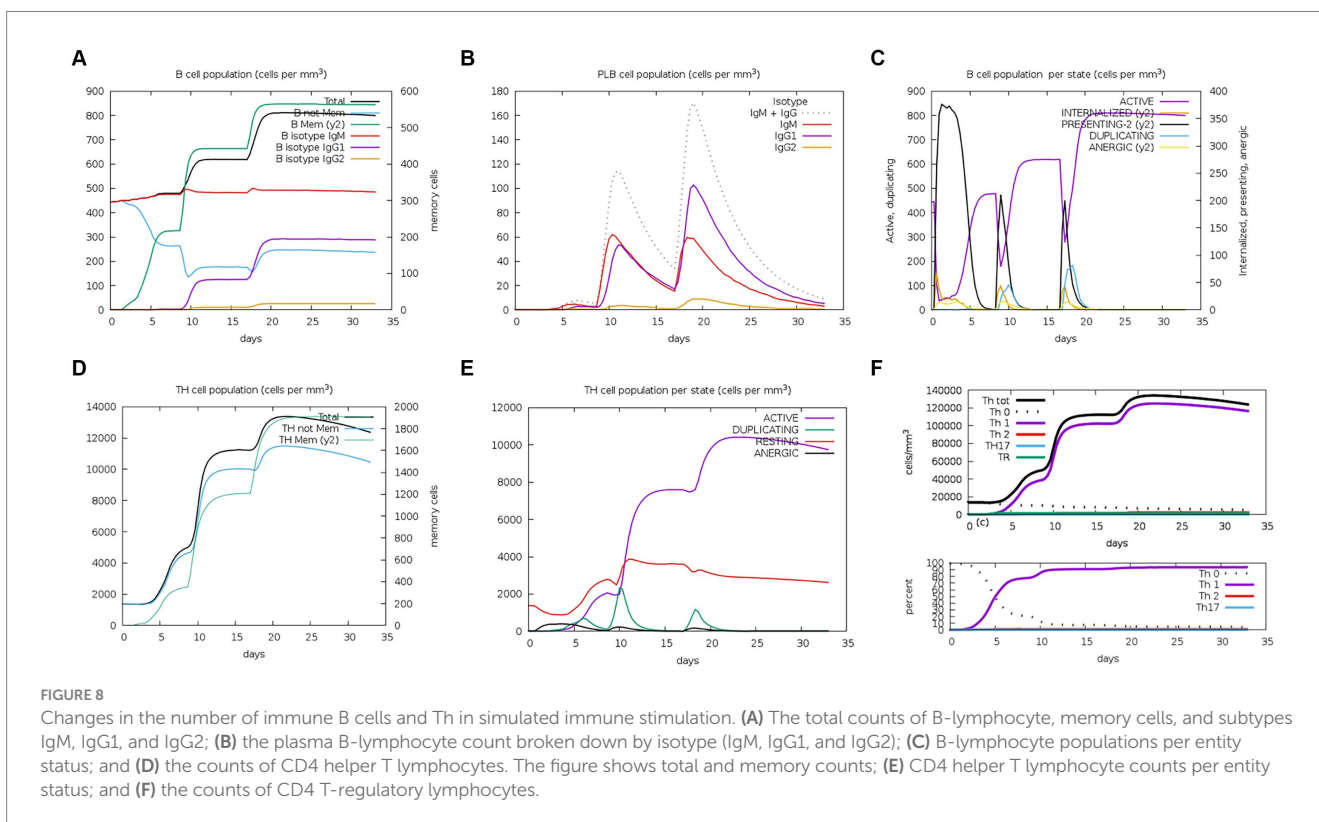 A
B cell population (cells per mm³)
900
800
700
600
500
400
300
200
100
0
600
500
400
300
200
100
0
memory cells
Total
B not Mem
B Mem (y2)
B isotype IgM
B isotype IgG1
B isotype IgG2
0 5 10 15 20 25 30 35
days
B
PLB cell population (cells per mm³)
180
160
140
120
100
80
60
40
20
0
Isotype
IgM + IgG
IgM
IgG1
IgG2
0 5 10 15 20 25 30 35
days
C
B cell population per state (cells per mm³)
Active, duplicating
900
800
700
600
500
400
300
200
100
0
400
350
300
250
200
150
100
50
0
Internalized, presenting, anergic
ACTIVE
INTERNALIZED (y2)
PRESENTING-2 (y2)
DUPLICATING
ANERGIC (y2)
0 5 10 15 20 25 30 35
days
D
TH cell population (cells per mm³)
14000
12000
10000
8000
6000
4000
2000
0
2000
1800
1600
1400
1200
1000
800
600
400
200
0
memory cells
Total
TH not Mem
TH Mem (y2)
0 5 10 15 20 25 30 35
days
E
TH cell population per state (cells per mm³)
12000
10000
8000
6000
4000
2000
0
ACTIVE
DUPLICATING
RESTING
ANERGIC
0 5 10 15 20 25 30 35
days
F
cells/mm³
140000
120000
100000
80000
60000
40000
20000
0
Th tot
Th 0
Th 1
Th 2
TH17
TR
(c)
0 5 10 15 20 25 30 35
days
percent
100
90
80
70
60
50
40
30
20
10
0
Th 0
Th 1
Th 2
Th17
0 5 10 15 20 25 30 35
days
FIGURE 8
Changes in the number of immune B cells and Th in simulated immune stimulation. (A) The total counts of B-lymphocyte, memory cells, and subtypes
IgM, IgG1, and IgG2; (B) the plasma B-lymphocyte count broken down by isotype (IgM, IgG1, and IgG2); (C) B-lymphocyte populations per entity
status; and (D) the counts of CD4 helper T lymphocytes. The figure shows total and memory counts; (E) CD4 helper T lymphocyte counts per entity
status; and (F) the counts of CD4 T-regulatory lymphocytes.